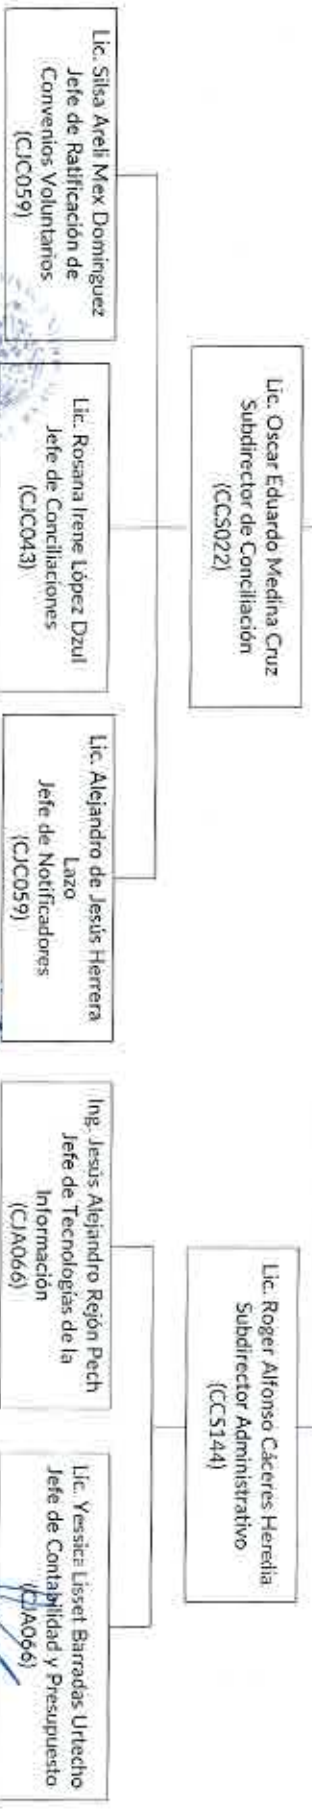 Lic. Oscar Eduardo Medina Cruz
Subdirector de Conciliación
(CCS022)
Lic. Roger Alfonso Cáceres Heredia
Subdirector Administrativo
(CCS144)
Lic. Silsa Areli Mex Dominguez
Jefe de Ratificación de
Convenios Voluntarios
(CJC059)
Lic. Rosana Irene López Dzul
Jefe de Conciliaciones
(CJC043)
Lic. Alejandro de Jesús Herrera
Lazo
Jefe de Notificadores
(CJC059)
Ing. Jesús Alejandro Rejón Pech
Jefe de Tecnologías de la
Información
(CJA066)
Lic. Yessica Lisset Barradas Urtecho
Jefe de Contabilidad y Presupuesto
(CJA066)